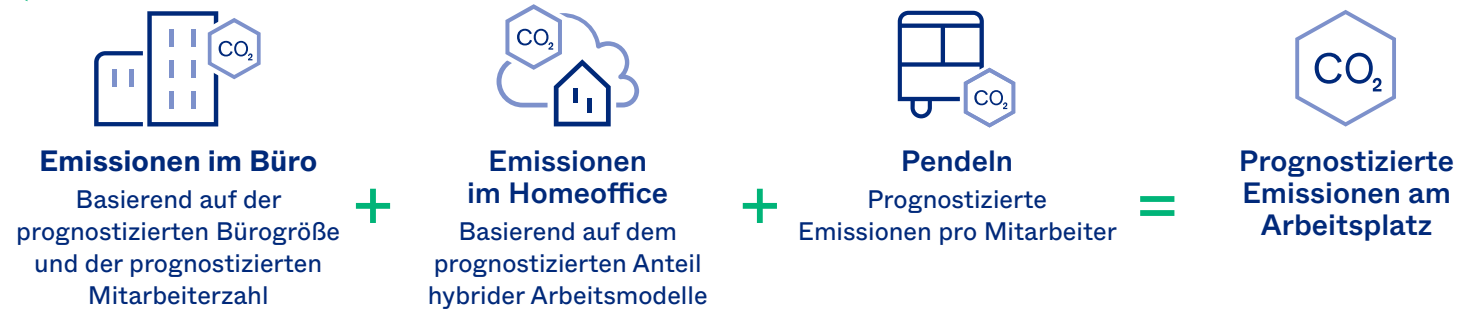 CO₂
Emissionen im Büro
Basierend auf der
prognostizierten Bürogröße
und der prognostizierten
Mitarbeiterzahl
+
CO₂
Emissionen
im Homeoffice
Basierend auf dem
prognostizierten Anteil
hybrider Arbeitsmodelle
+
CO₂
Pendeln
Prognostizierte
Emissionen pro Mitarbeiter
=
CO₂
Prognostizierte
Emissionen am
Arbeitsplatz